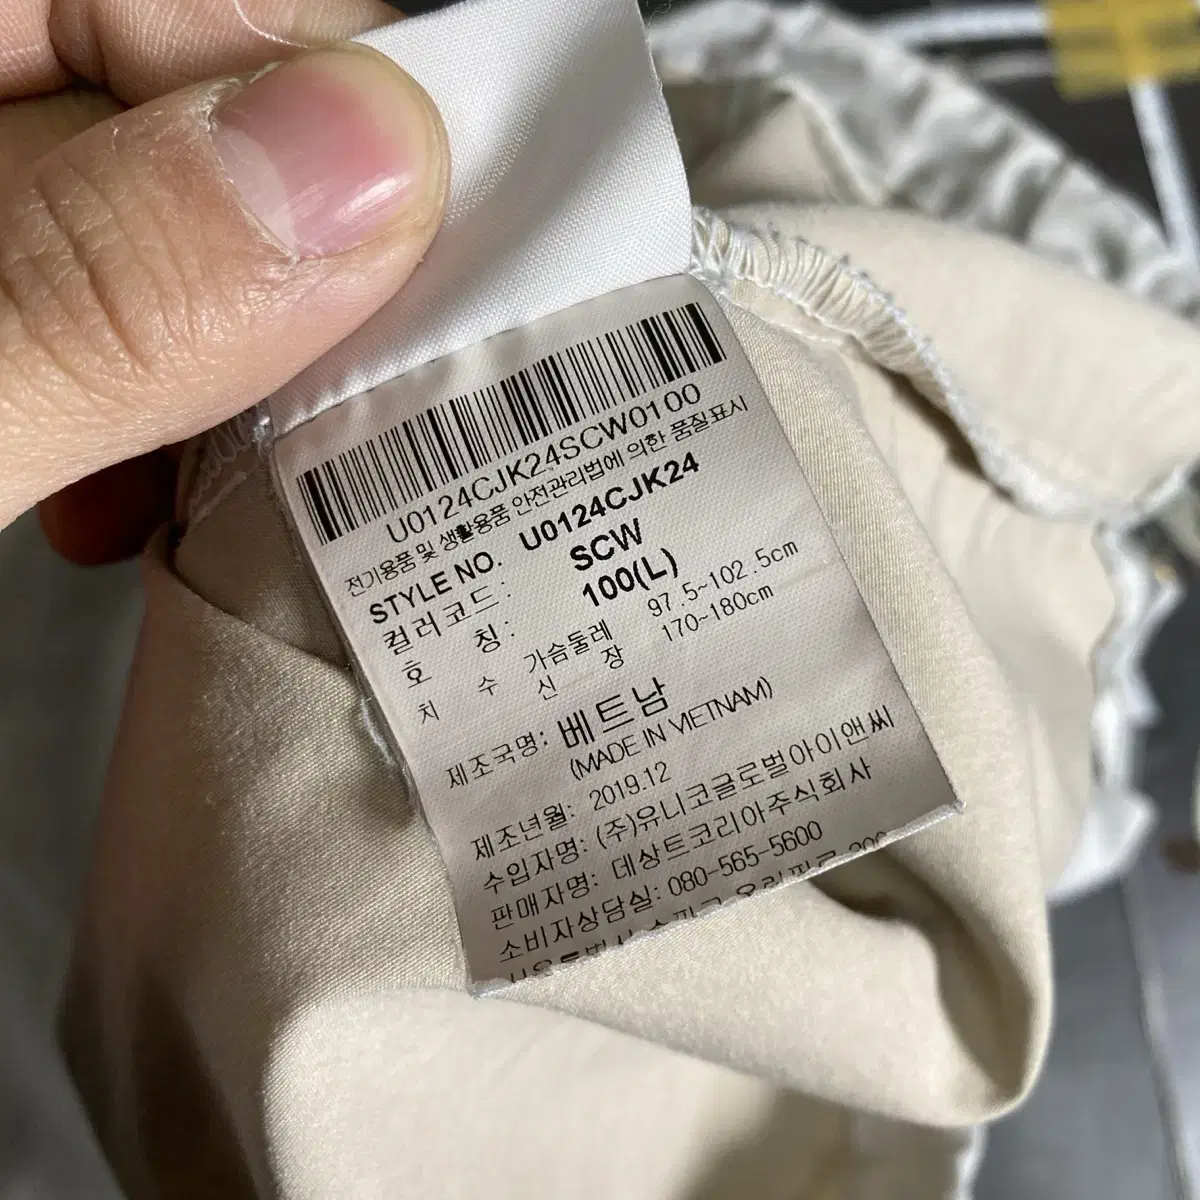 U0124CJK24SCW0100
전기용품 및 생활용품 안전관리법에 의한 품질표시
STYLE NO. U0124CJK24
컬러코드: SCW
호 칭: 100(L)
치 수 가슴둘레 97.5~102.5cm
신 장 170~180cm
제조국명: 베트남
(MADE IN VIETNAM)
제조년월: 2019.12
수입자명: (주)유니코글로벌아이앤씨
판매자명: 데상트코리아주식회사
소비자상담실: 080-565-5600